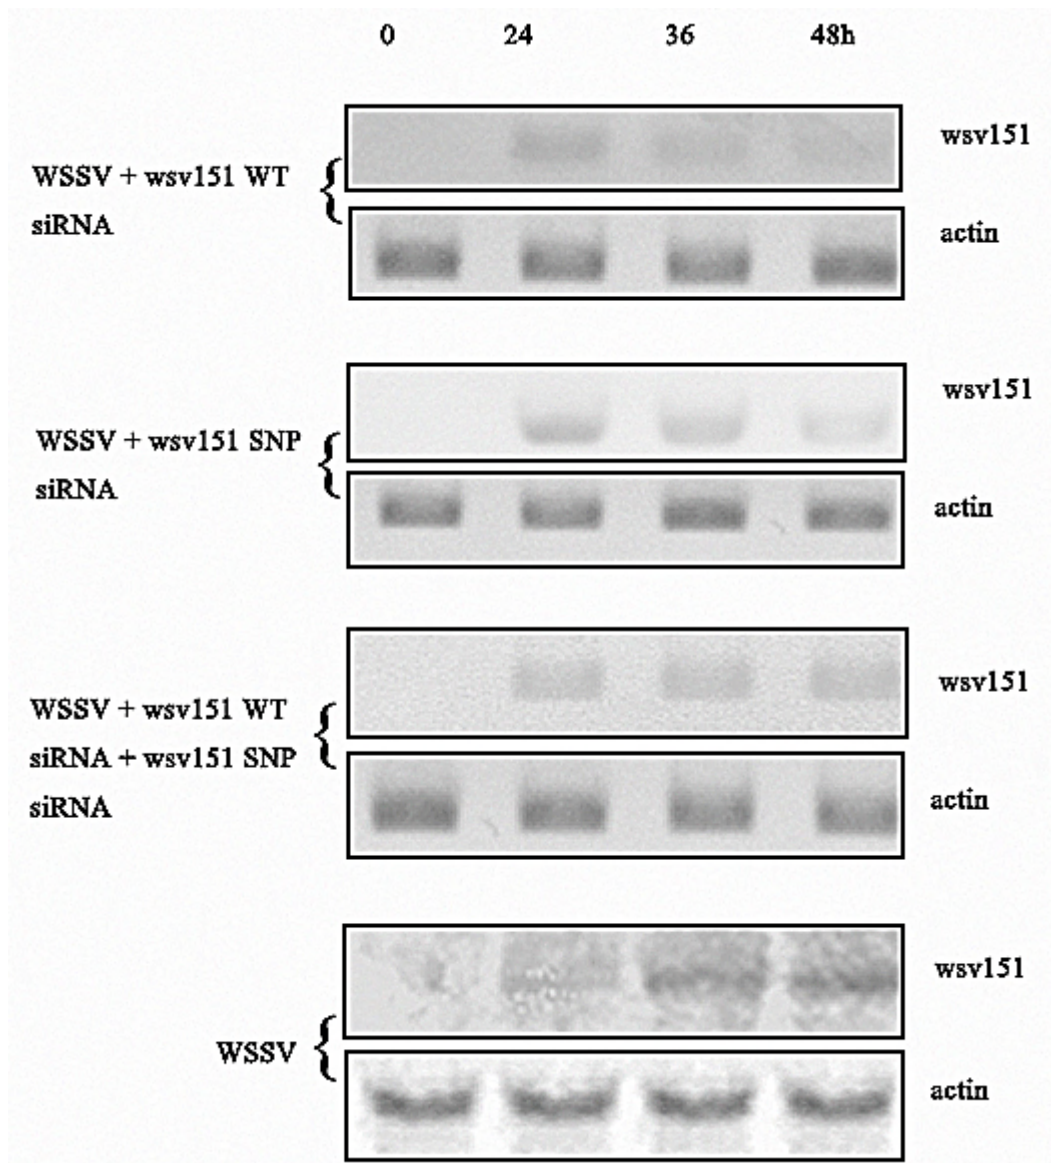 0 24 36 48h
wsv151
WSSV + wsv151 WT
siRNA
actin
wsv151
WSSV + wsv151 SNP
siRNA
actin
wsv151
WSSV + wsv151 WT
siRNA + wsv151 SNP
siRNA
actin
wsv151
WSSV
actin